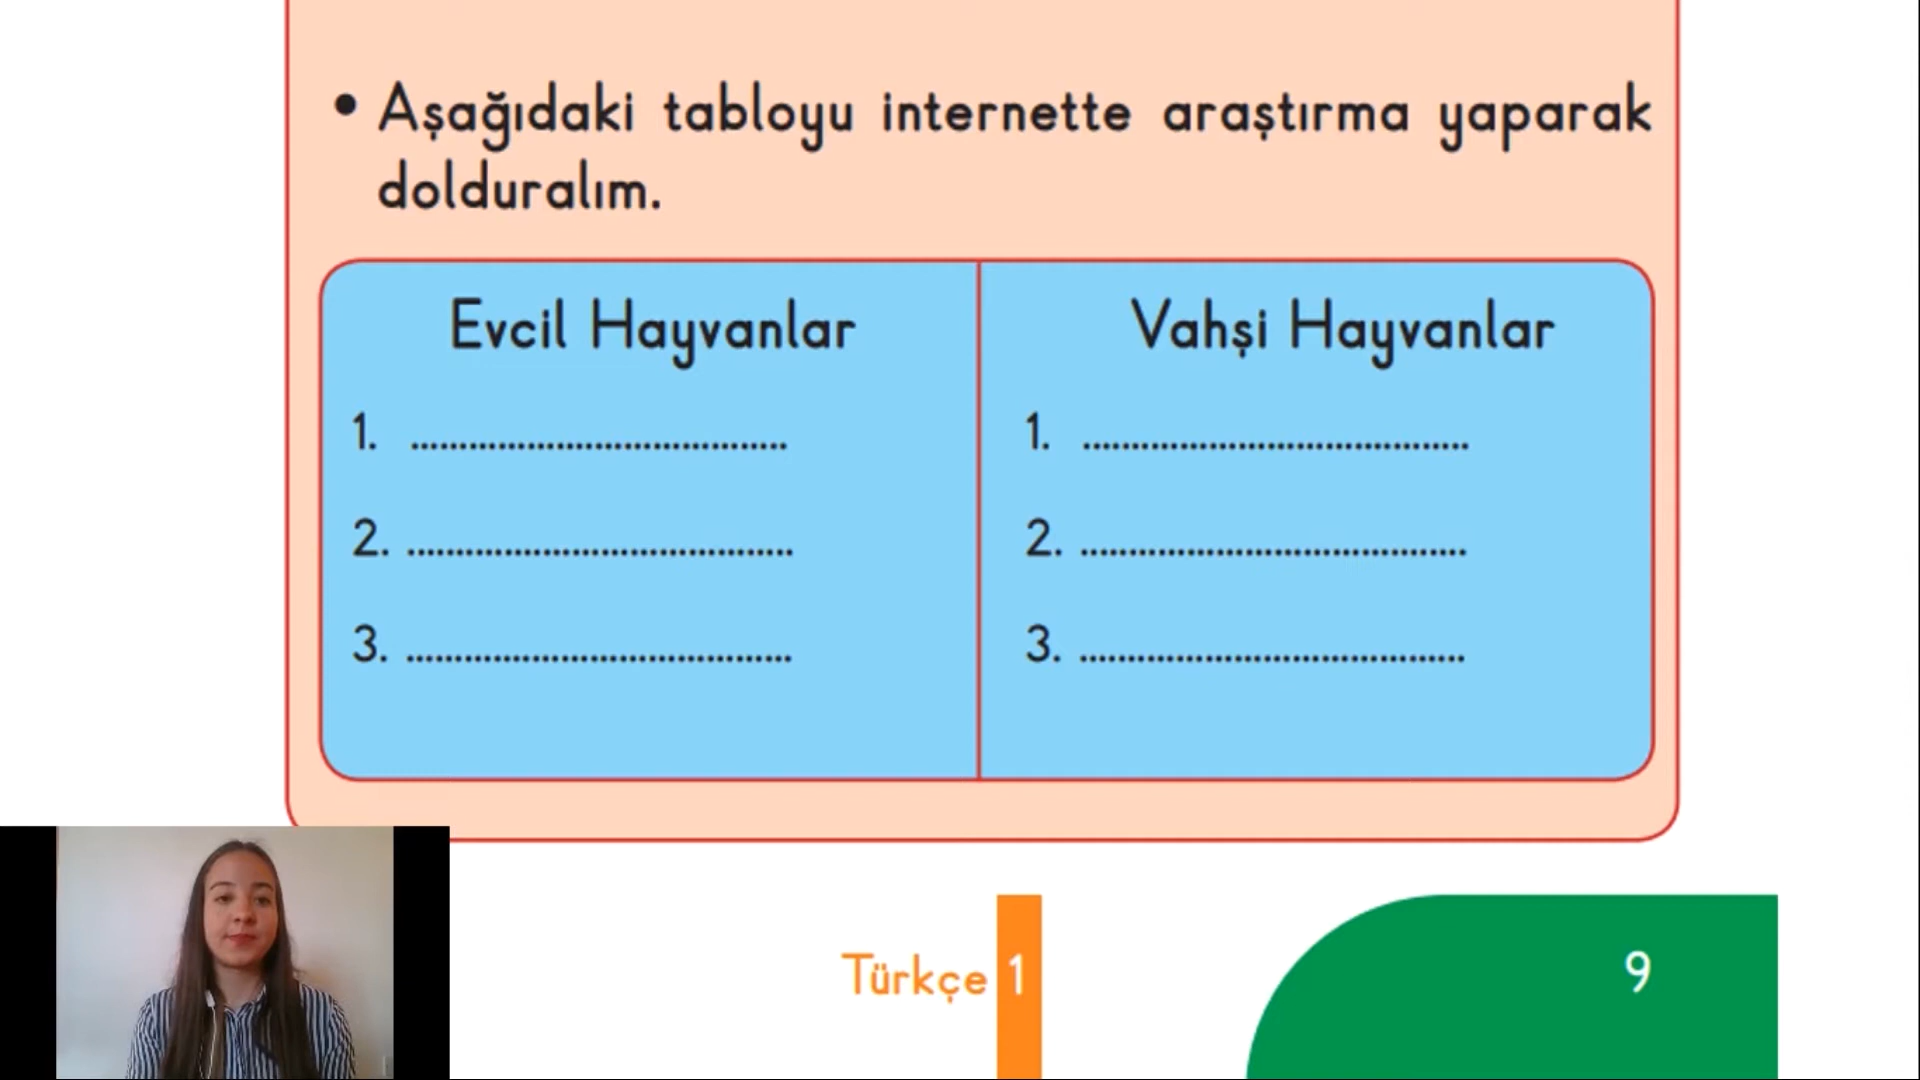 • Aşağıdaki tabloyu internette araştırma yaparak
dolduralım.
Evcil Hayvanlar
1. ........................................
2. ........................................
3. ........................................
Vahşi Hayvanlar
1. ........................................
2. ........................................
3. ........................................
Türkçe 1
9